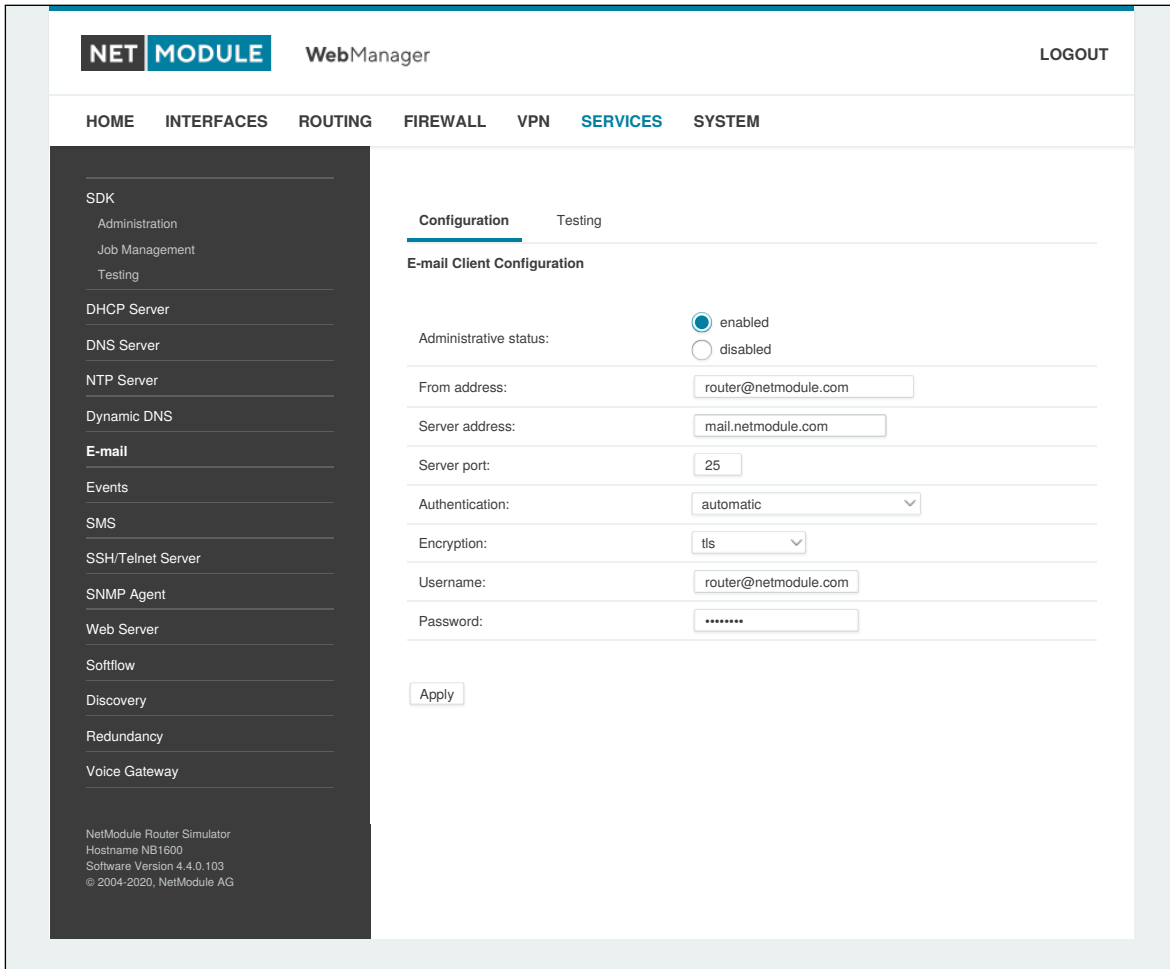 NET MODULE WebManager LOGOUT
HOME INTERFACES ROUTING FIREWALL VPN SERVICES SYSTEM
SDK
Administration
Job Management
Testing
DHCP Server
DNS Server
NTP Server
Dynamic DNS
E-mail
Events
SMS
SSH/Telnet Server
SNMP Agent
Web Server
Softflow
Discovery
Redundancy
Voice Gateway
NetModule Router Simulator
Hostname NB1600
Software Version 4.4.0.103
© 2004-2020, NetModule AG
Configuration Testing
E-mail Client Configuration
Administrative status: enabled
disabled
From address: router@netmodule.com
Server address: mail.netmodule.com
Server port: 25
Authentication: automatic
Encryption: tls
Username: router@netmodule.com
Password: ••••••••
Apply